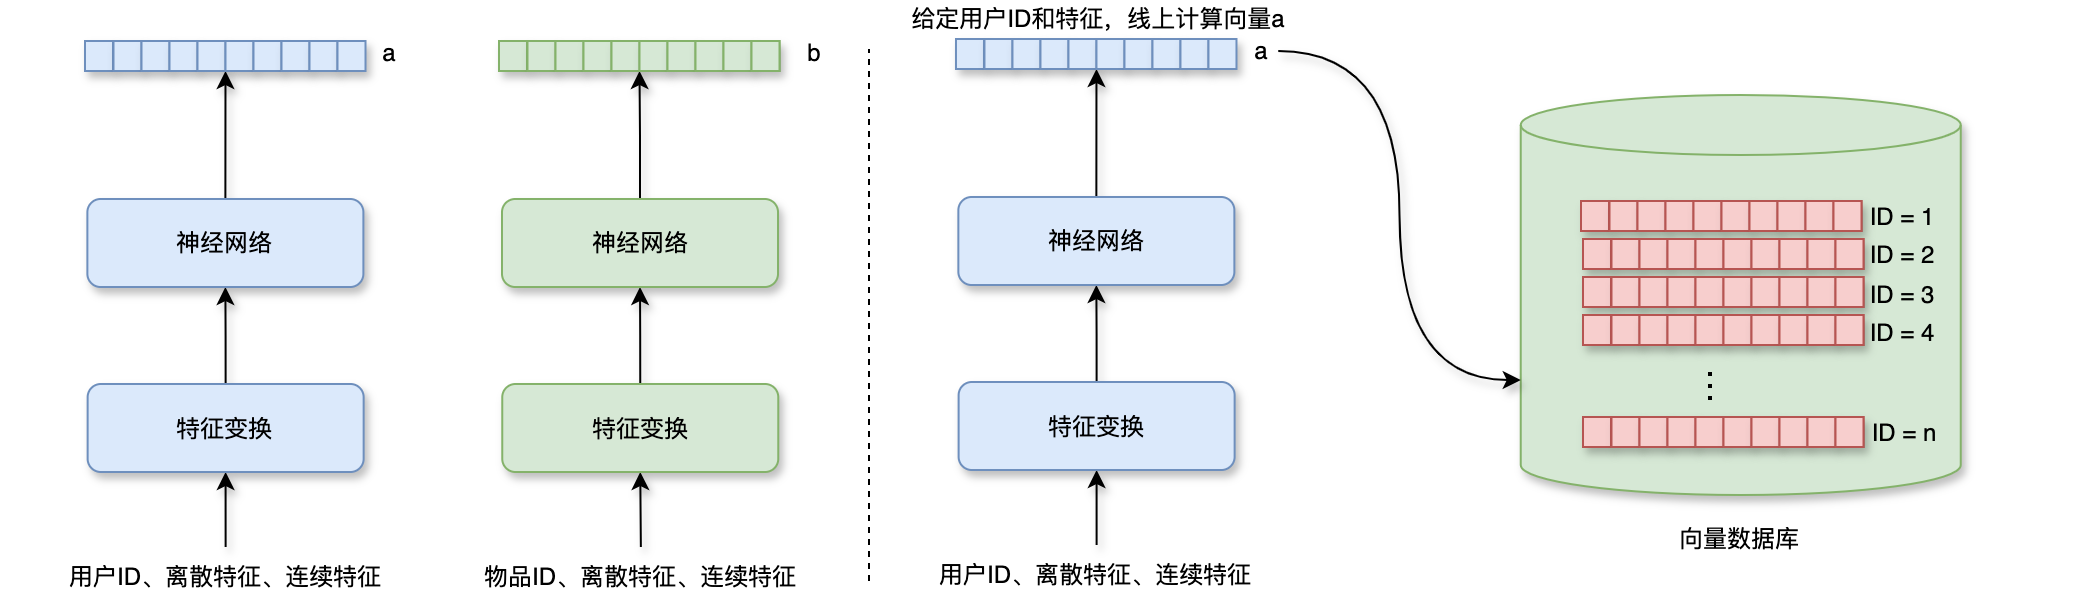 a
神经网络
特征变换
用户ID、离散特征、连续特征
b
神经网络
特征变换
物品ID、离散特征、连续特征
给定用户ID和特征，线上计算向量a
a
神经网络
特征变换
用户ID、离散特征、连续特征
ID = 1
ID = 2
ID = 3
ID = 4
⋮
ID = n
向量数据库